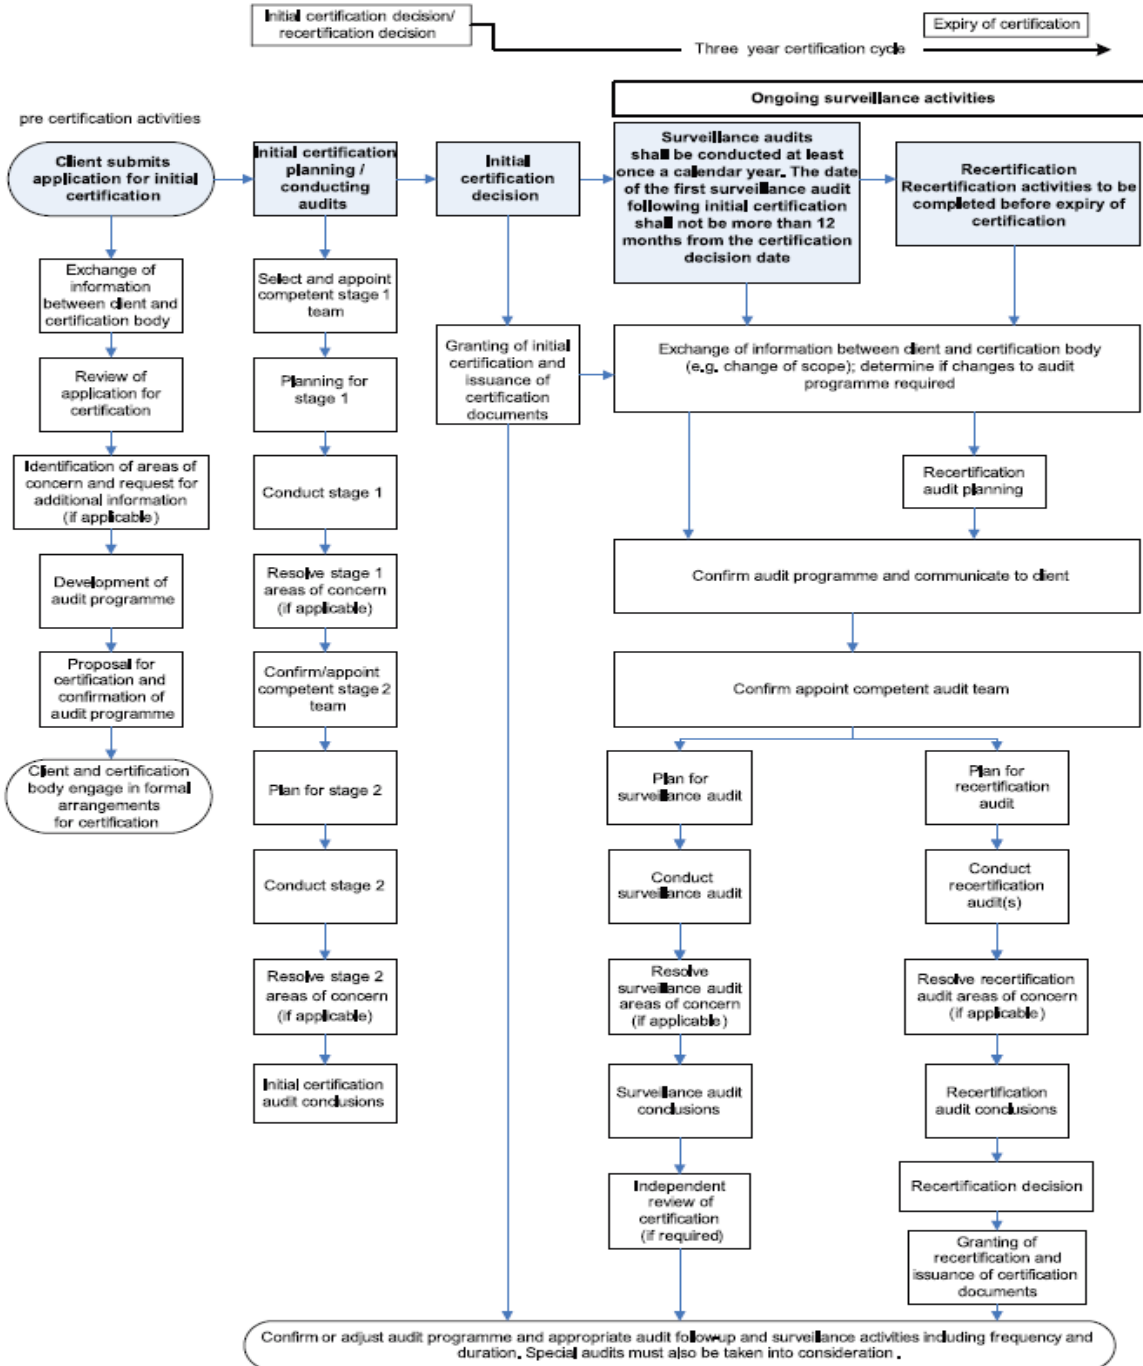 Initial certification decision/
recertification decision
Expiry of certification
Three year certification cycle
Ongoing surveillance activities
pre certification activities
Client submits
application for initial
certification
Initial certification
planning /
conducting
audits
Initial
certification
decision
Surveillance audits
shall be conducted at least
once a calendar year. The date
of the first surveillance audit
following initial certification
shall not be more than 12
months from the certification
decision date
Recertification
Recertification activities to be
completed before expiry of
certification
Exchange of
information
between client and
certification body
Review of
application for
certification
Identification of areas of
concern and request for
additional information
(if applicable)
Development of
audit programme
Proposal for
certification and
confirmation of
audit programme
Client and certification
body engage in formal
arrangements
for certification
Select and appoint
competent stage 1
team
Planning for
stage 1
Conduct stage 1
Resolve stage 1
areas of concern
(if applicable)
Confirm/appoint
competent stage 2
team
Plan for stage 2
Conduct stage 2
Resolve stage 2
areas of concern
(if applicable)
Initial certification
audit conclusions
Granting of initial
certification and
issuance of
certification
documents
Exchange of information between client and certification body
(e.g. change of scope); determine if changes to audit
programme required
Recertification
audit planning
Confirm audit programme and communicate to client
Confirm appoint competent audit team
Plan for
surveillance audit
Conduct
surveillance audit
Resolve
surveillance audit
areas of concern
(if applicable)
Surveillance audit
conclusions
Independent
review of
certification
(if required)
Plan for
recertification
audit
Conduct
recertification
audit(s)
Resolve recertification
audit areas of concern
(if applicable)
Recertification
audit conclusions
Recertification decision
Granting of
recertification and
issuance of certification
documents
Confirm or adjust audit programme and appropriate audit follow-up and surveillance activities including frequency and
duration. Special audits must also be taken into consideration .